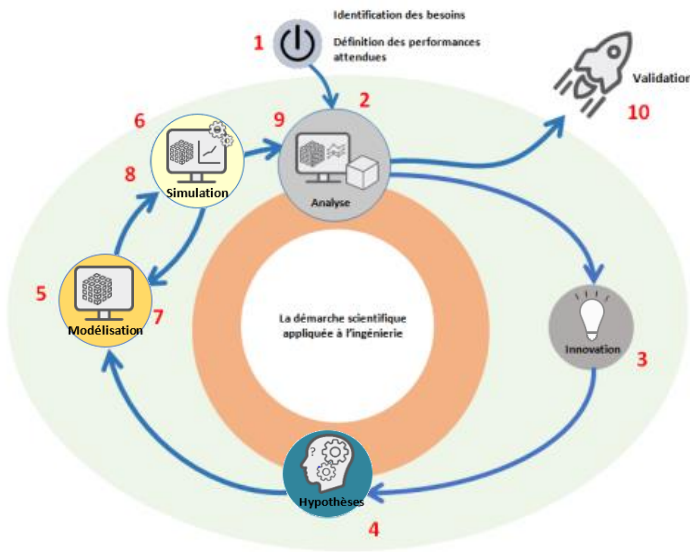 Identification des besoins
1
Définition des performances
attendues
2
Validation
10
6
9
8
Simulation
Analyse
5
Modélisation
7
La démarche scientifique
appliquée à l'ingénierie
Innovation
3
?
Hypothèses
4